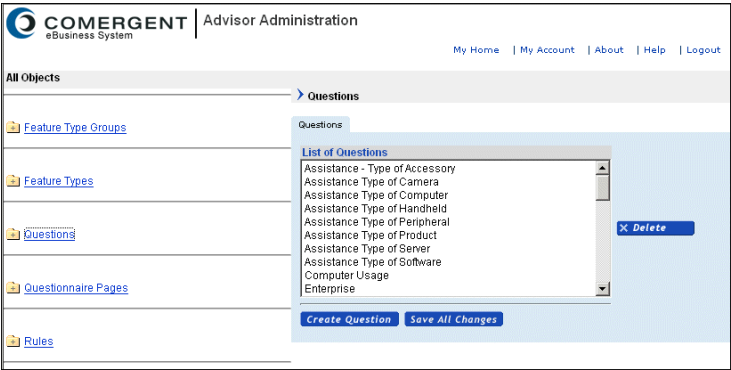 COMERGENT
eBusiness System
Advisor Administration
My Home | My Account | About | Help | Logout
All Objects
Questions
Feature Type Groups
Questions
List of Questions
Assistance - Type of Accessory
Assistance Type of Camera
Feature Types
Assistance Type of Computer
Assistance Type of Handheld
Assistance Type of Peripheral
Questions
X Delete
Assistance Type of Product
Assistance Type of Server
Assistance Type of Software
Computer Usage
Questionnaire Pages
Enterprise
Create Question Save All Changes
Rules